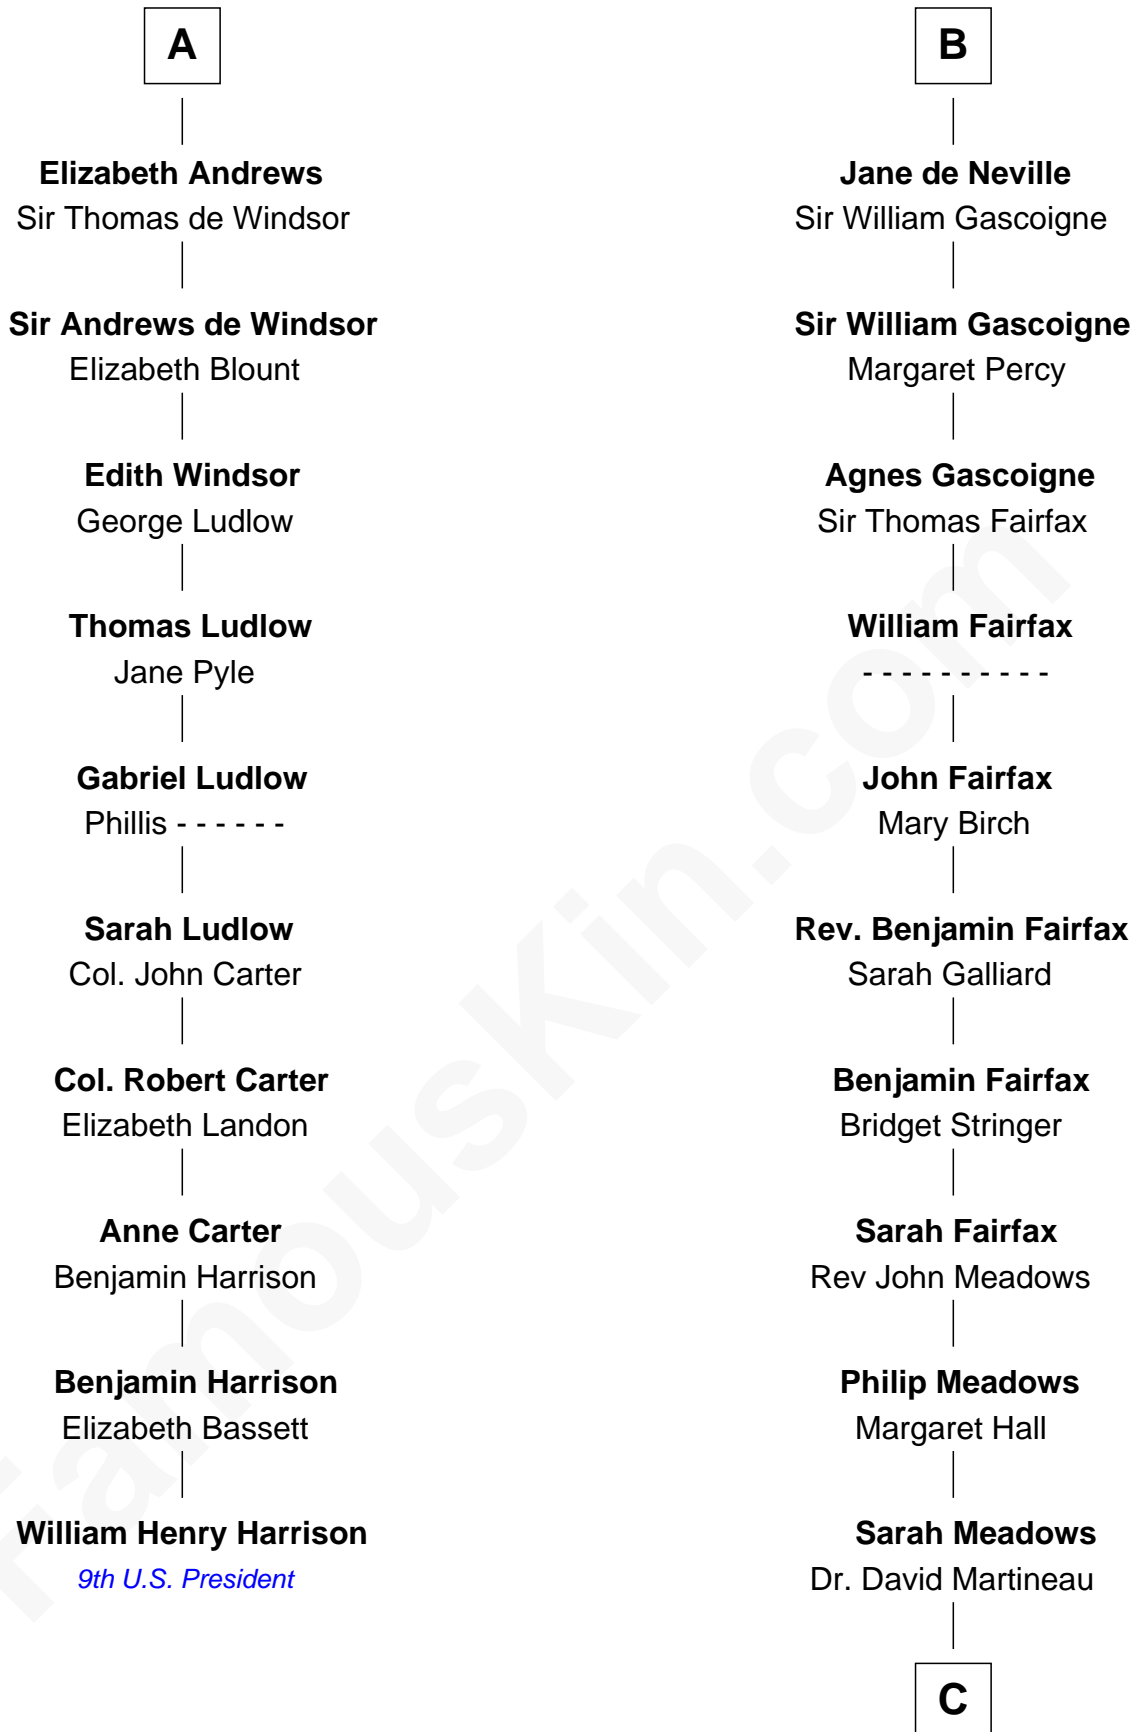 A
Elizabeth Andrews
Sir Thomas de Windsor
Sir Andrews de Windsor
Elizabeth Blount
Edith Windsor
George Ludlow
Thomas Ludlow
Jane Pyle
Gabriel Ludlow
Phillis - - - - - -
Sarah Ludlow
Col. John Carter
Col. Robert Carter
Elizabeth Landon
Anne Carter
Benjamin Harrison
Benjamin Harrison
Elizabeth Bassett
William Henry Harrison
9th U.S. President
B
Jane de Neville
Sir William Gascoigne
Sir William Gascoigne
Margaret Percy
Agnes Gascoigne
Sir Thomas Fairfax
William Fairfax
- - - - - - - - - -
John Fairfax
Mary Birch
Rev. Benjamin Fairfax
Sarah Galliard
Benjamin Fairfax
Bridget Stringer
Sarah Fairfax
Rev John Meadows
Philip Meadows
Margaret Hall
Sarah Meadows
Dr. David Martineau
C
FamousKin.com